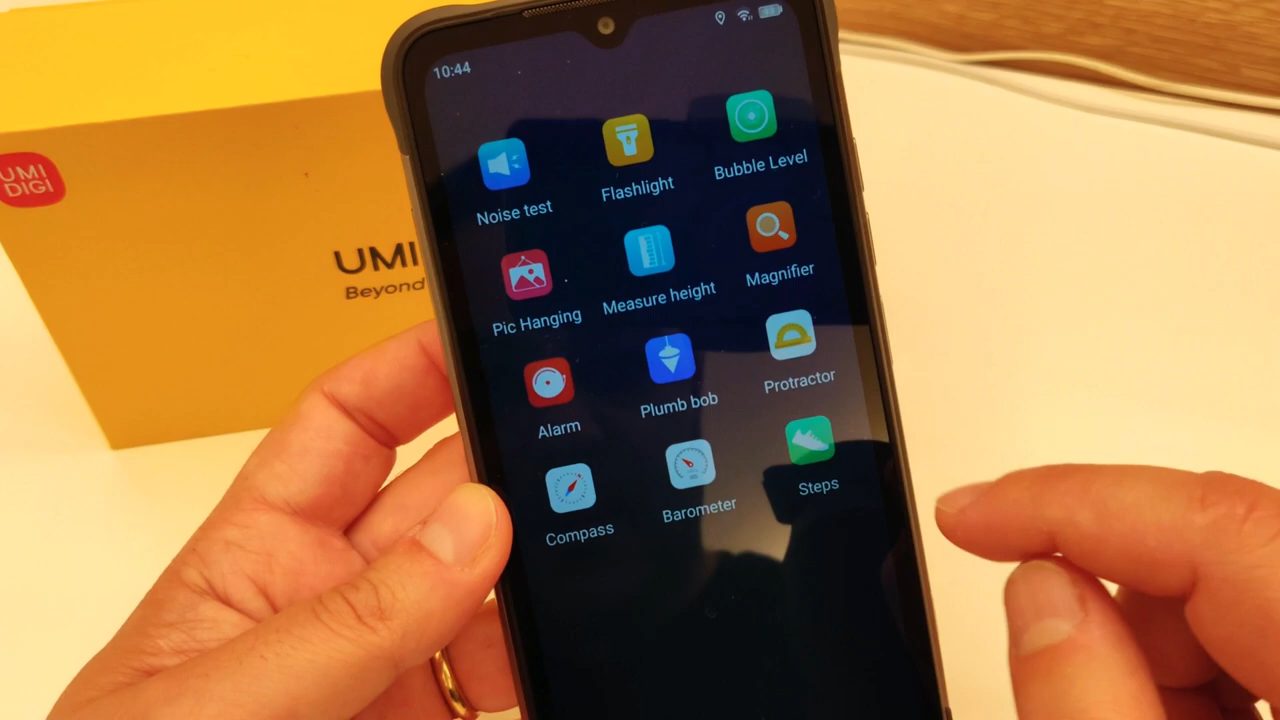 10:44
Noise test
Flashlight
Bubble Level
Pic Hanging
Measure height
Magnifier
Alarm
Plumb bob
Protractor
Compass
Barometer
Steps
UMI
DIGI
UMI
Beyond